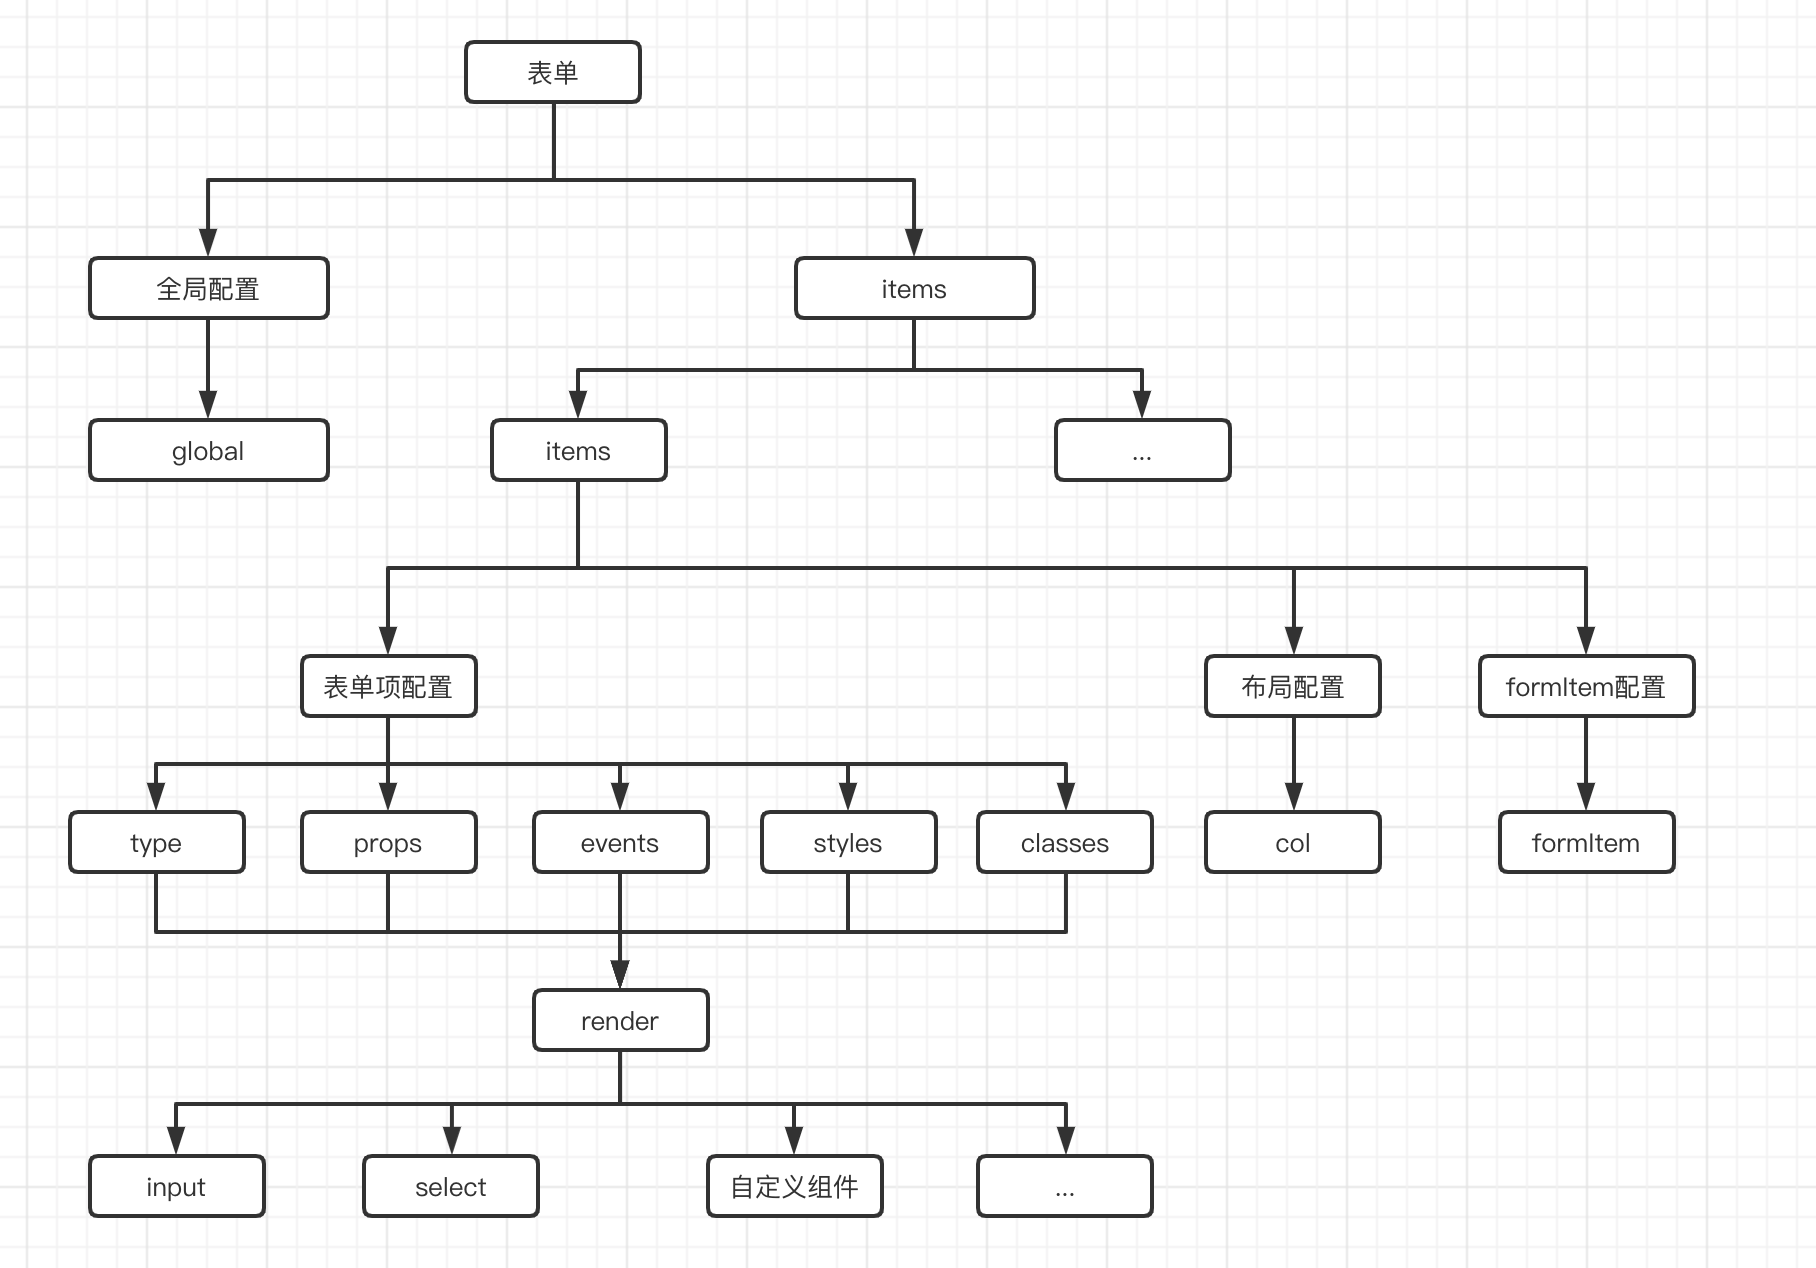 表单
全局配置
items
global
items
...
表单项配置
布局配置
formItem配置
type
props
events
styles
classes
col
formItem
render
input
select
自定义组件
...